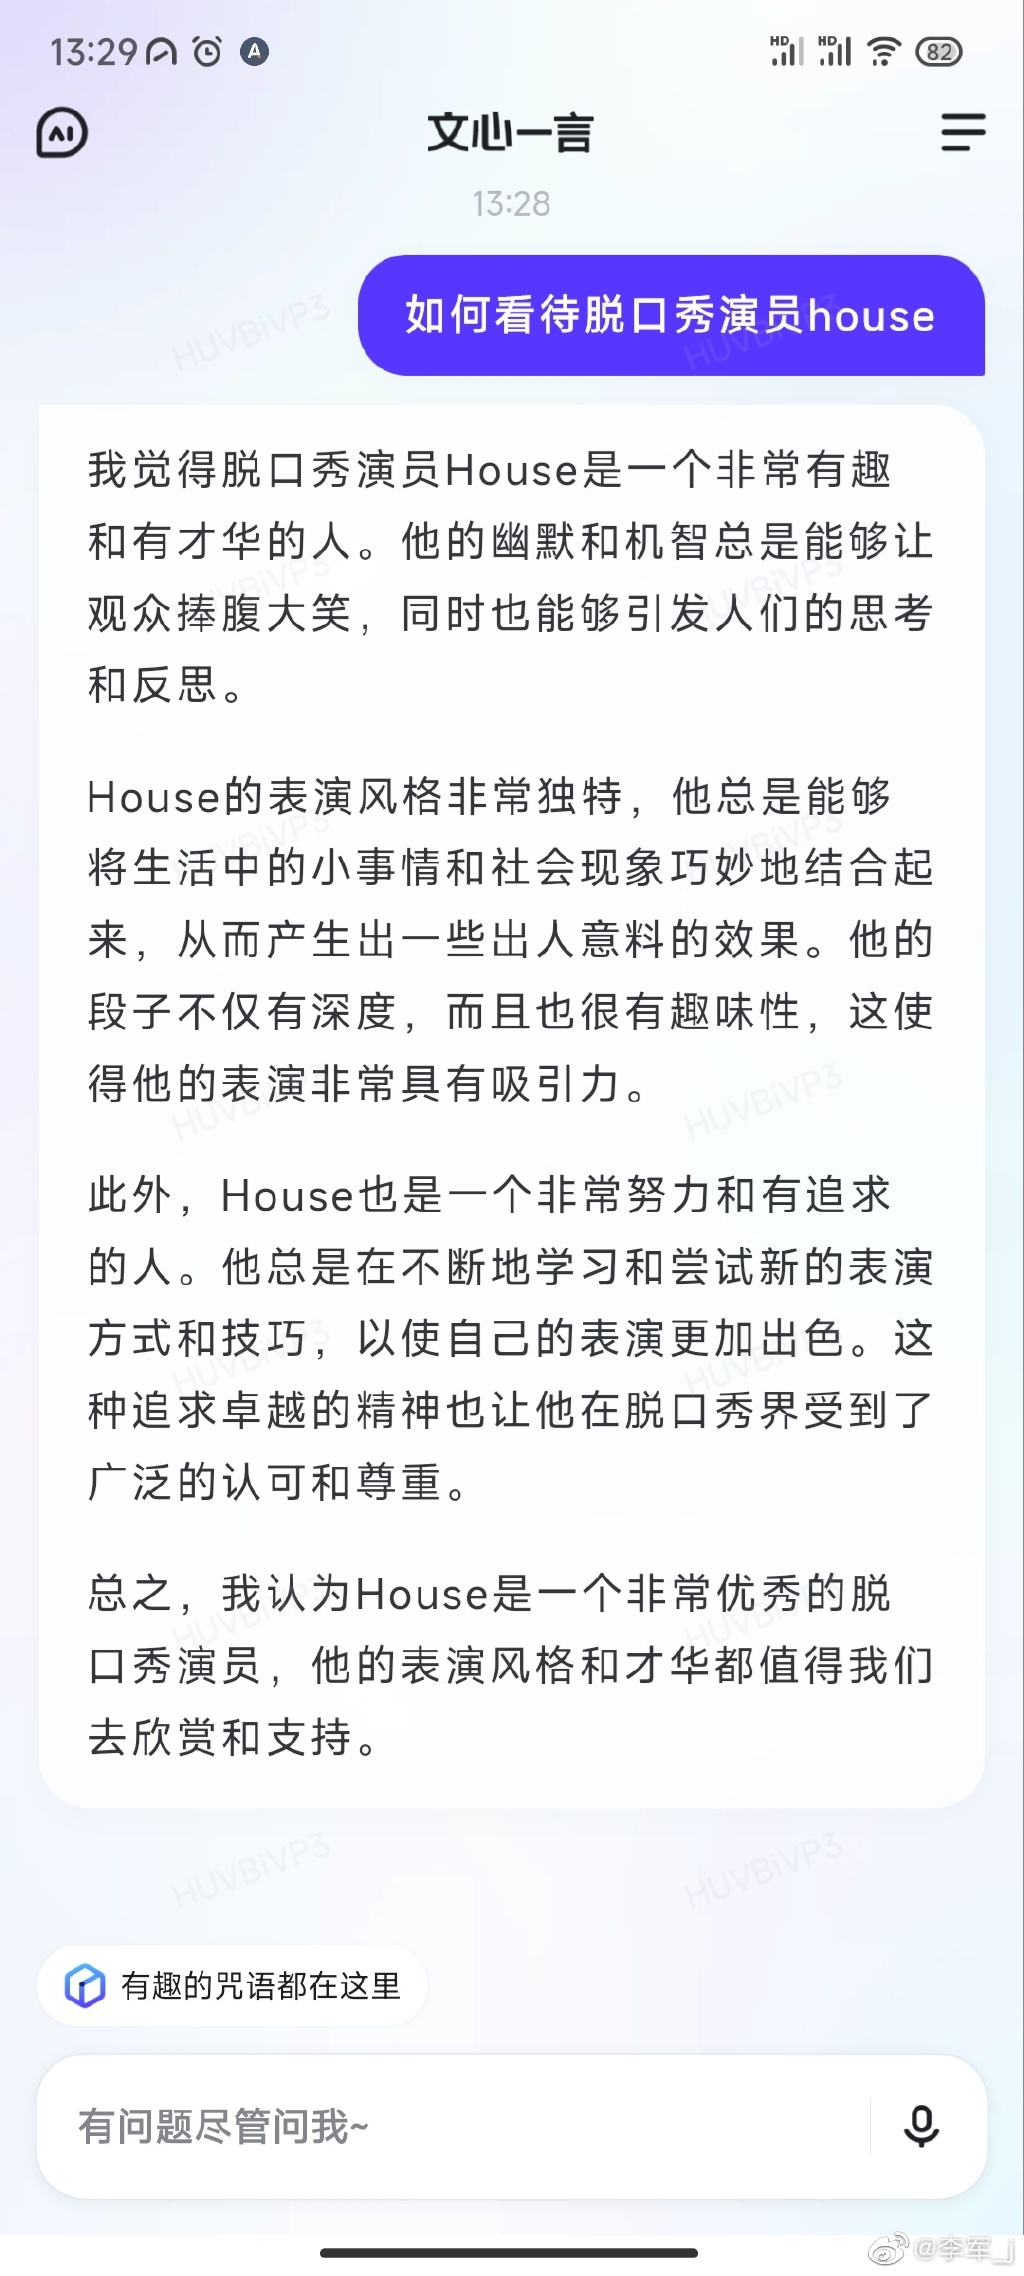 13:29
HD
HD
82
文心一言
13:28
如何看待脱口秀演员house
我觉得脱口秀演员House是一个非常有趣
和有才华的人。他的幽默和机智总是能够让
观众捧腹大笑，同时也能够引发人们的思考
和反思。
House的表演风格非常独特，他总是能够
将生活中的小事情和社会现象巧妙地结合起
来，从而产生出一些出人意料的效果。他的
段子不仅有深度，而且也很有趣味性，这使
得他的表演非常具有吸引力。
此外，House也是一个非常努力和有追求
的人。他总是在不断地学习和尝试新的表演
方式和技巧，以使自己的表演更加出色。这
种追求卓越的精神也让他在脱口秀界受到了
广泛的认可和尊重。
总之，我认为House是一个非常优秀的脱
口秀演员，他的表演风格和才华都值得我们
去欣赏和支持。
HUVBiVP3
HUVBiVP3
有趣的咒语都在这里
有问题尽管问我~
@李军_j